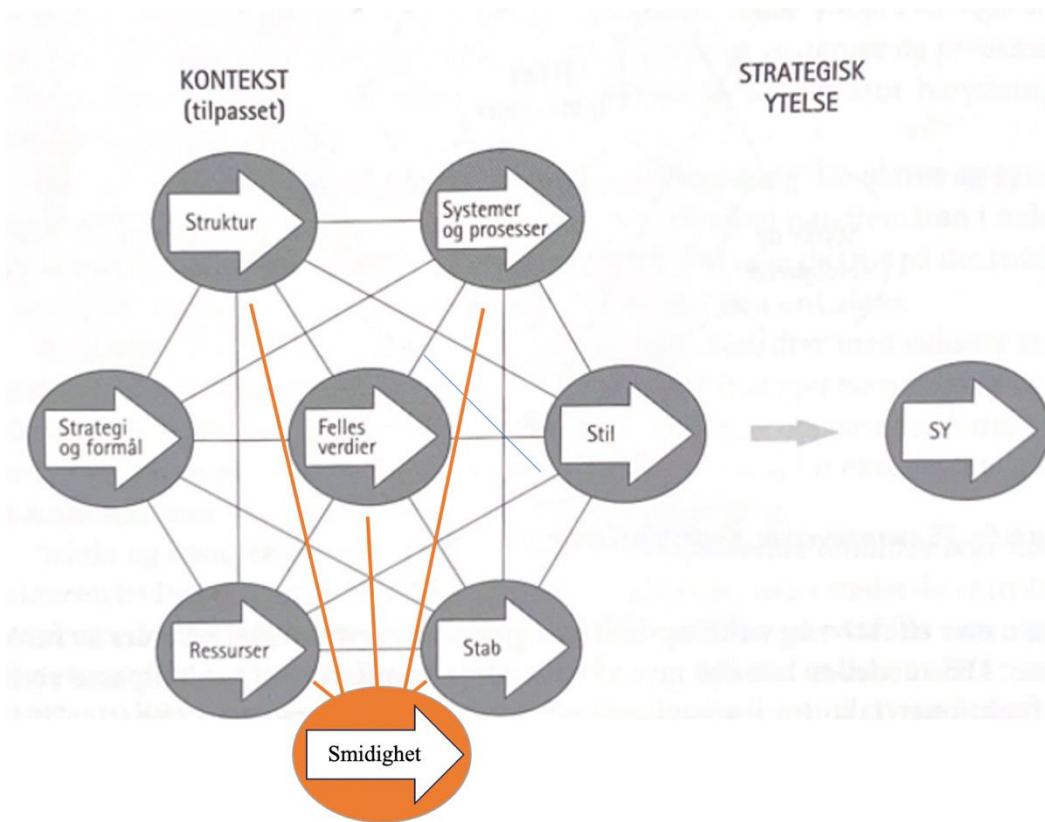 KONTEKST
(tilpasset)
STRATEGISK
YTELSE
Struktur
Systemer
og prosesser
Strategi
og formål
Felles
verdier
Stil
SY
Ressurser
Stab
Smidighet